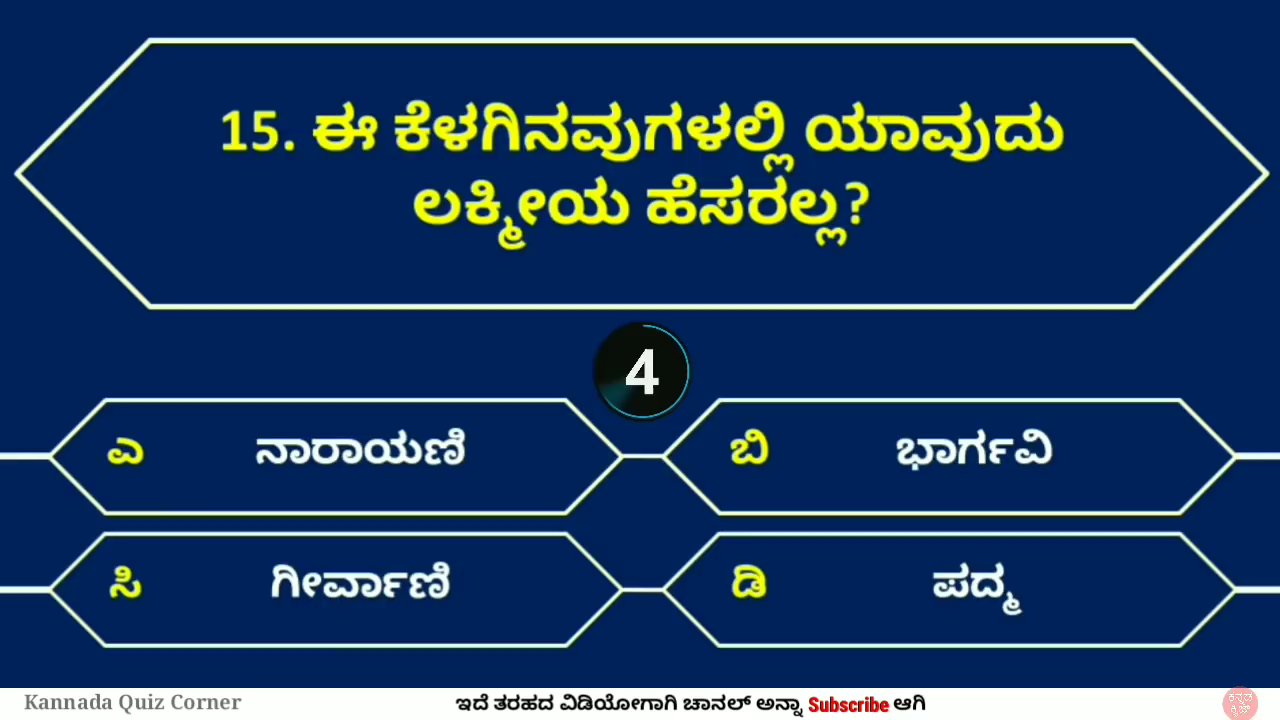 15. ಈ ಕೆಳಗಿನವುಗಳಲ್ಲಿ ಯಾವುದು
ಲಕ್ಮೀಯ ಹೆಸರಲ್ಲ?
4
ಎ ನಾರಾಯಣಿ
ಬಿ ಭಾರ್ಗವಿ
ಸಿ ಗೀರ್ವಾಣಿ
ಡಿ ಪದ್ಮ
Kannada Quiz Corner
ಇದೆ ತರಹದ ವಿಡಿಯೋಗಾಗಿ ಚಾನಲ್ ಅನ್ನಾ Subscribe ಆಗಿ